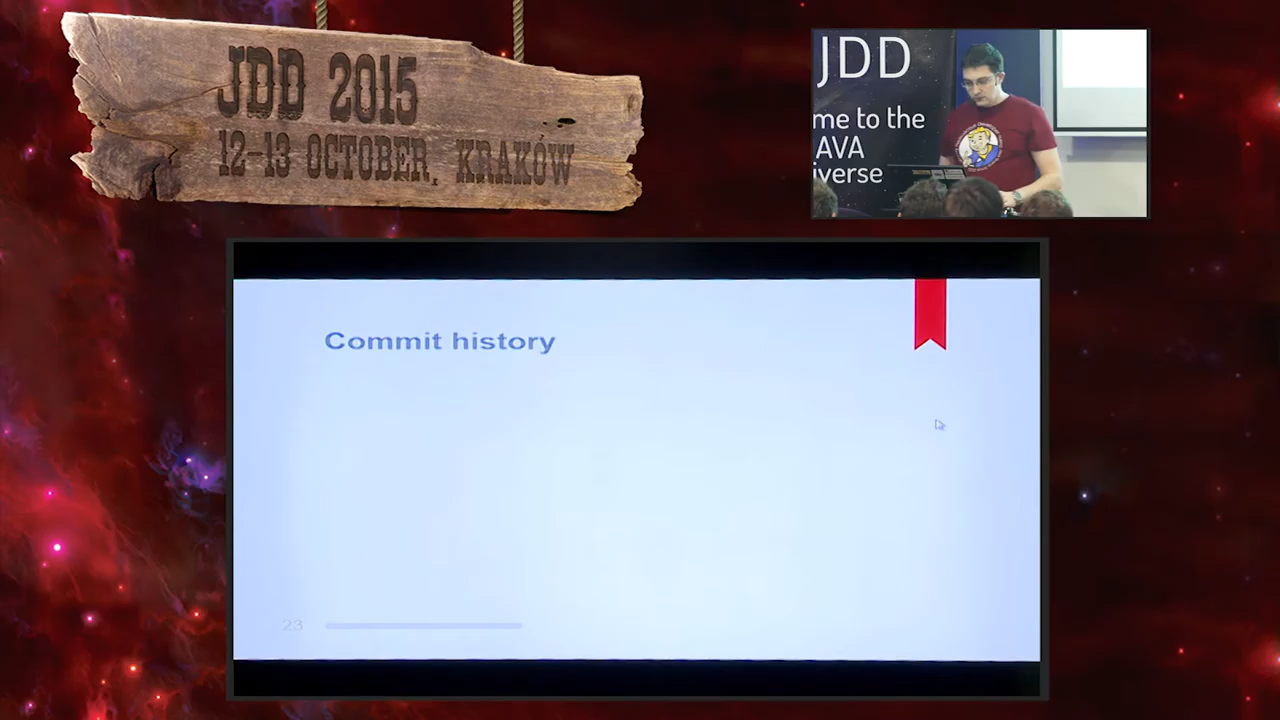 JDD 2015
12-13 OCTOBER, KRAKÓW
JDD
me to the
AVA
iverse
Commit history
23